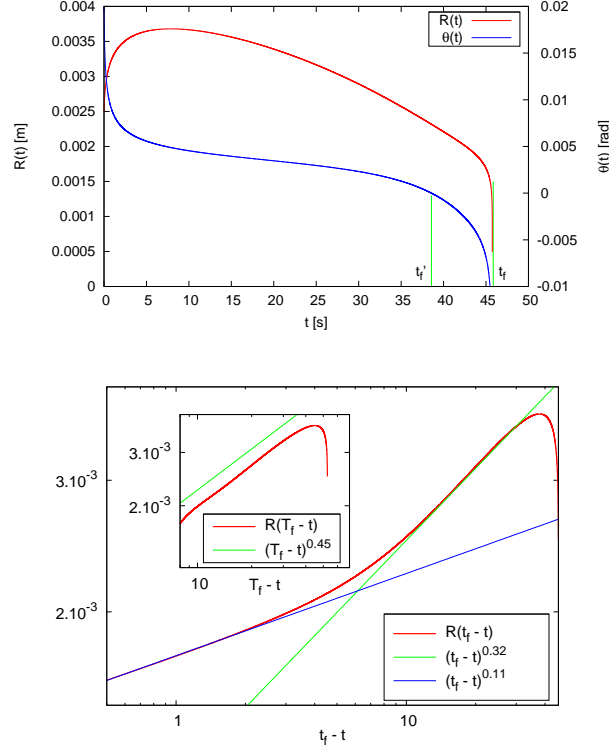 0.004
0.0035
0.003
0.0025
0.002
0.0015
0.001
0.0005
0
R(t) [m]
0.02
0.015
0.01
0.005
0
-0.005
-0.01
θ(t) [rad]
R(t)
θ(t)
t_f'
t_f
0 5 10 15 20 25 30 35 40 45 50
t [s]
3.10^-3
2.10^-3
3.10^-3
2.10^-3
R(T_f - t)
(T_f - t)^0.45
10
T_f - t
R(t_f - t)
(t_f - t)^0.32
(t_f - t)^0.11
1 10
t_f - t